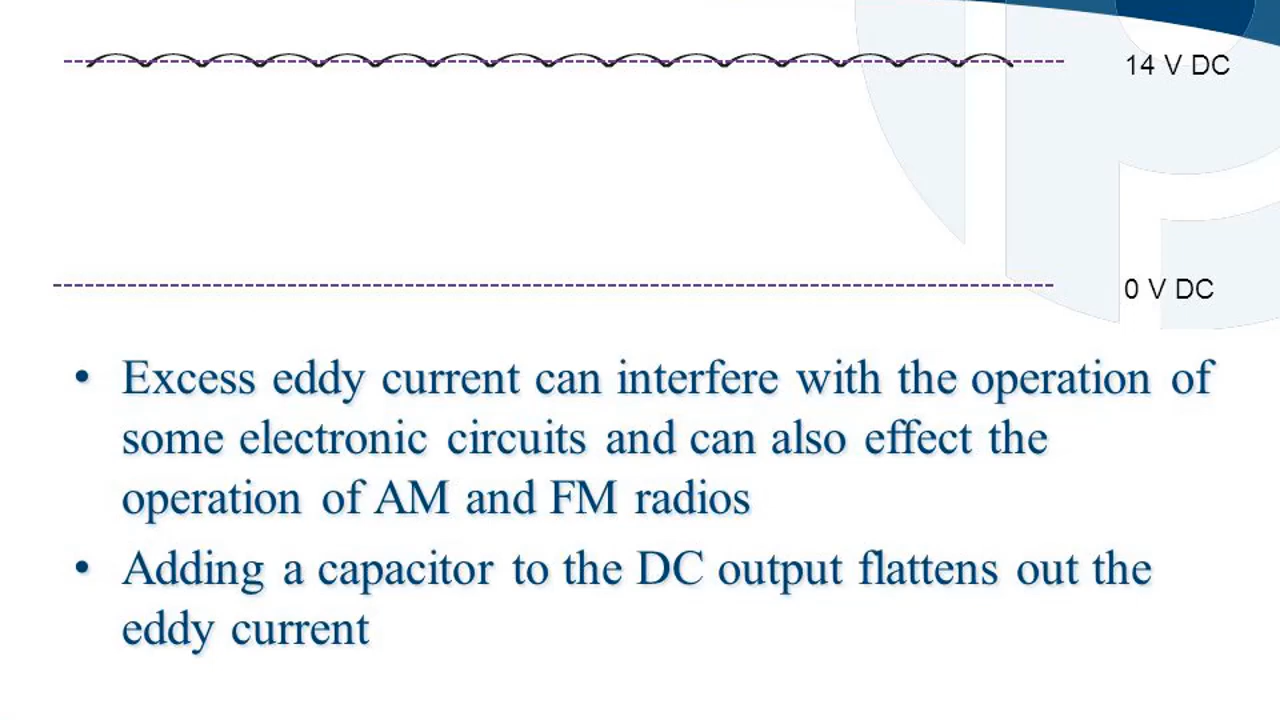 14 V DC
0 V DC
• Excess eddy current can interfere with the operation of
some electronic circuits and can also effect the
operation of AM and FM radios
• Adding a capacitor to the DC output flattens out the
eddy current